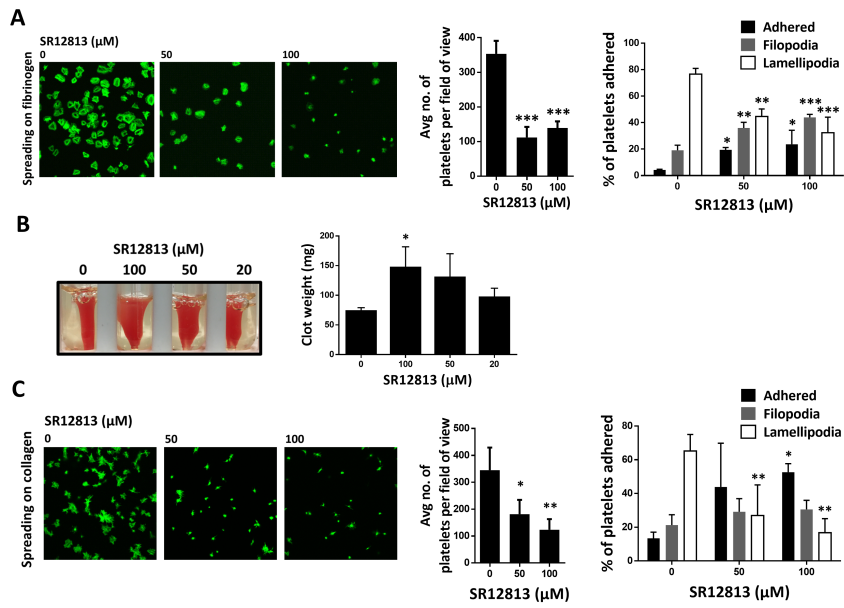 A
SR12813 (µM)
0
50
100
Spreading on fibrinogen
Avg no. of
platelets per field of view
500
400
300
200
100
0
***
***
0
50
100
SR12813 (µM)
Adhered
Filopodia
Lamellipodia
% of platelets adhered
100
80
60
40
20
0
*
**
**
*
***
***
0
50
100
SR12813 (µM)
B
SR12813 (µM)
0
100
50
20
Clot weight (mg)
200
150
100
50
0
*
0
100
50
20
SR12813 (µM)
C
SR12813 (µM)
0
50
100
Spreading on collagen
Avg no. of
platelets per field of view
500
400
300
200
100
0
*
**
0
50
100
SR12813 (µM)
Adhered
Filopodia
Lamellipodia
% of platelets adhered
80
60
40
20
0
**
*
**
0
50
100
SR12813 (µM)